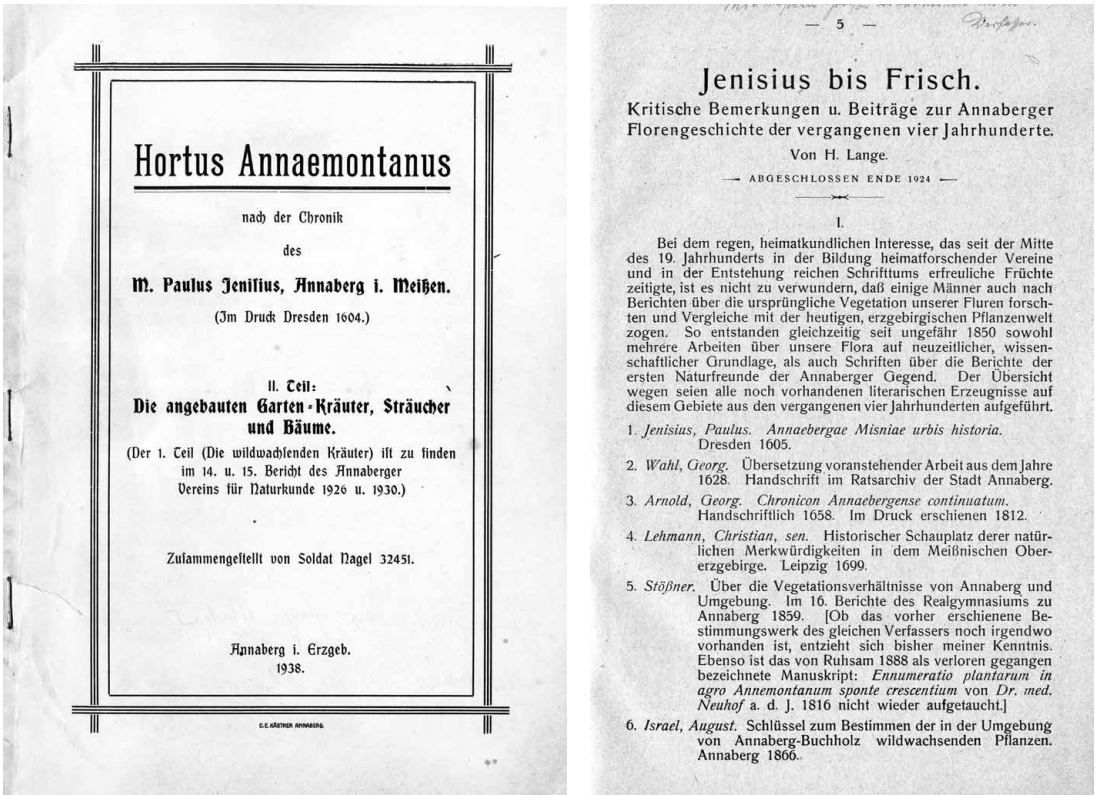 Hortus Annaemontanus
nach der Chronik
des
M. Paulus Jenisius, Annaberg i. Meißen.
(Im Druck Dresden 1604.)
II. Teil:
Die angebauten Garten-Kräuter, Sträucher
und Bäume.
(Der 1. Teil (Die wildwachsenden Kräuter) ist zu finden
im 14. u. 15. Bericht des Annaberger
Vereins für Naturkunde 1926 u. 1930.)
Zusammengestellt von Soldat Nagel 32451.
Annaberg i. Erzgeb.
1938.
C.E. KÄSTNER ANNABERG.
— 5 —
Verfasser.
Jenisius bis Frisch.
Kritische Bemerkungen u. Beiträge zur Annaberger
Florengeschichte der vergangenen vier Jahrhunderte.
Von H. Lange.
— ABGESCHLOSSEN ENDE 1924 —
I.
Bei dem regen, heimatkundlichen Interesse, das seit der Mitte
des 19. Jahrhunderts in der Bildung heimatforschender Vereine
und in der Entstehung reichen Schrifttums erfreuliche Früchte
zeitigte, ist es nicht zu verwundern, daß einige Männer auch nach
Berichten über die ursprüngliche Vegetation unserer Fluren forsch-
ten und Vergleiche mit der heutigen, erzgebirgischen Pflanzenwelt
zogen. So entstanden gleichzeitig seit ungefähr 1850 sowohl
mehrere Arbeiten über unsere Flora auf neuzeitlicher, wissen-
schaftlicher Grundlage, als auch Schriften über die Berichte der
ersten Naturfreunde der Annaberger Gegend. Der Übersicht
wegen seien alle noch vorhandenen literarischen Erzeugnisse auf
diesem Gebiete aus den vergangenen vier Jahrhunderten aufgeführt.
1. Jenisius, Paulus. Annaebergae Misniae urbis historia.
Dresden 1605.
2. Wahl, Georg. Übersetzung voranstehender Arbeit aus dem Jahre
1628. Handschrift im Ratsarchiv der Stadt Annaberg.
3. Arnold, Georg. Chronicon Annaebergense continuatum.
Handschriftlich 1658. Im Druck erschienen 1812.
4. Lehmann, Christian, sen. Historischer Schauplatz derer natür-
lichen Merkwürdigkeiten in dem Meißnischen Ober-
erzgebirge. Leipzig 1699.
5. Stößner. Über die Vegetationsverhältnisse von Annaberg und
Umgebung. Im 16. Berichte des Realgymnasiums zu
Annaberg 1859. [Ob das vorher erschienene Be-
stimmungswerk des gleichen Verfassers noch irgendwo
vorhanden ist, entzieht sich bisher meiner Kenntnis.
Ebenso ist das von Ruhsam 1888 als verloren gegangen
bezeichnete Manuskript: Ennumeratio plantarum in
agro Annemontanum sponte crescentium von Dr. med.
Neuhof a. d. J. 1816 nicht wieder aufgetaucht.]
6. Israel, August. Schlüssel zum Bestimmen der in der Umgebung
von Annaberg-Buchholz wildwachsenden Pflanzen.
Annaberg 1866.